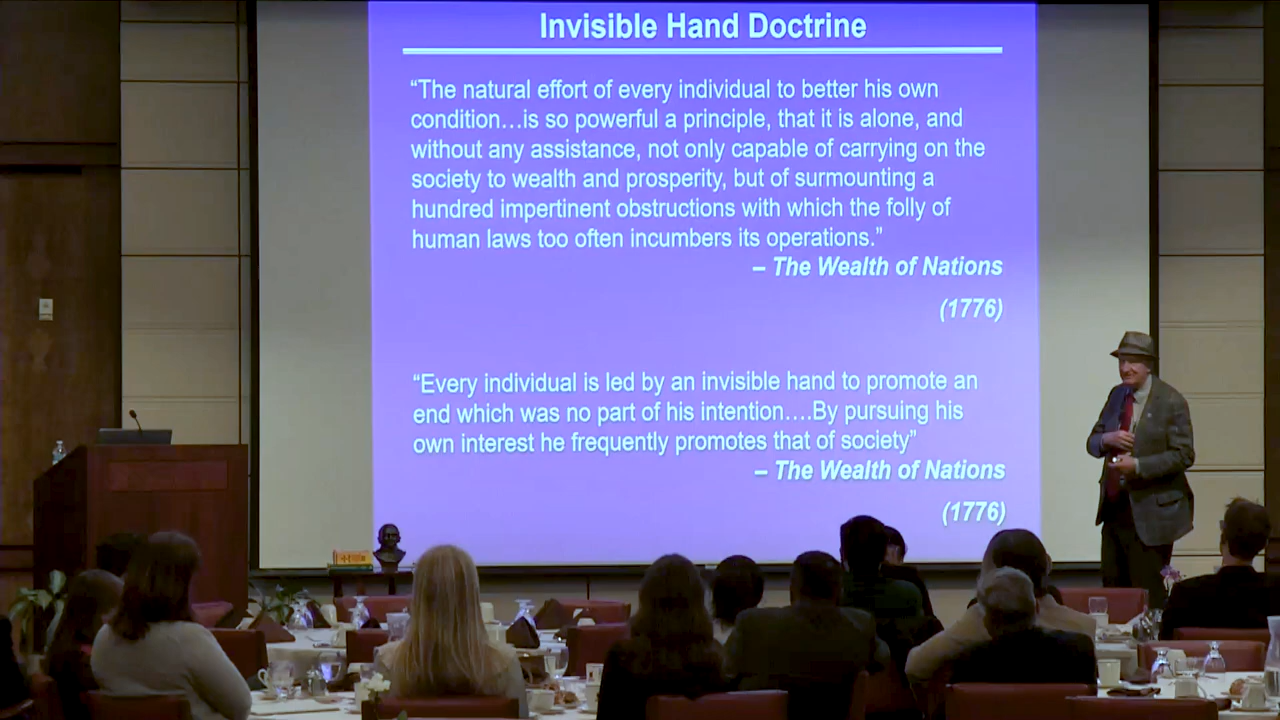 Invisible Hand Doctrine
“The natural effort of every individual to better his own
condition…is so powerful a principle, that it is alone, and
without any assistance, not only capable of carrying on the
society to wealth and prosperity, but of surmounting a
hundred impertinent obstructions with which the folly of
human laws too often incumbers its operations.”
– The Wealth of Nations
(1776)
“Every individual is led by an invisible hand to promote an
end which was no part of his intention….By pursuing his
own interest he frequently promotes that of society”
– The Wealth of Nations
(1776)